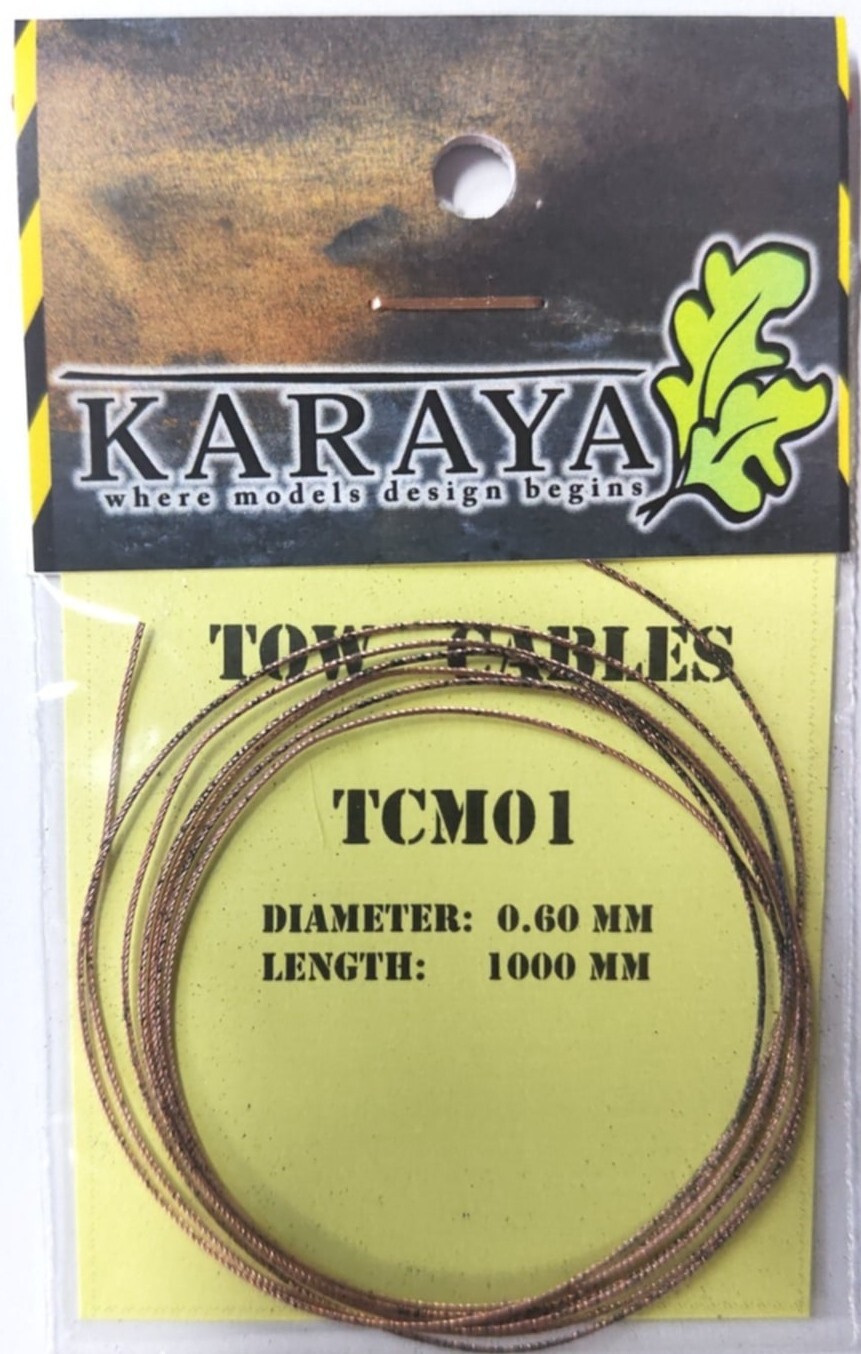 KARAYA
where models design begins
TOW CABLES
TCM01
DIAMETER: 0.60 MM
LENGTH: 1000 MM